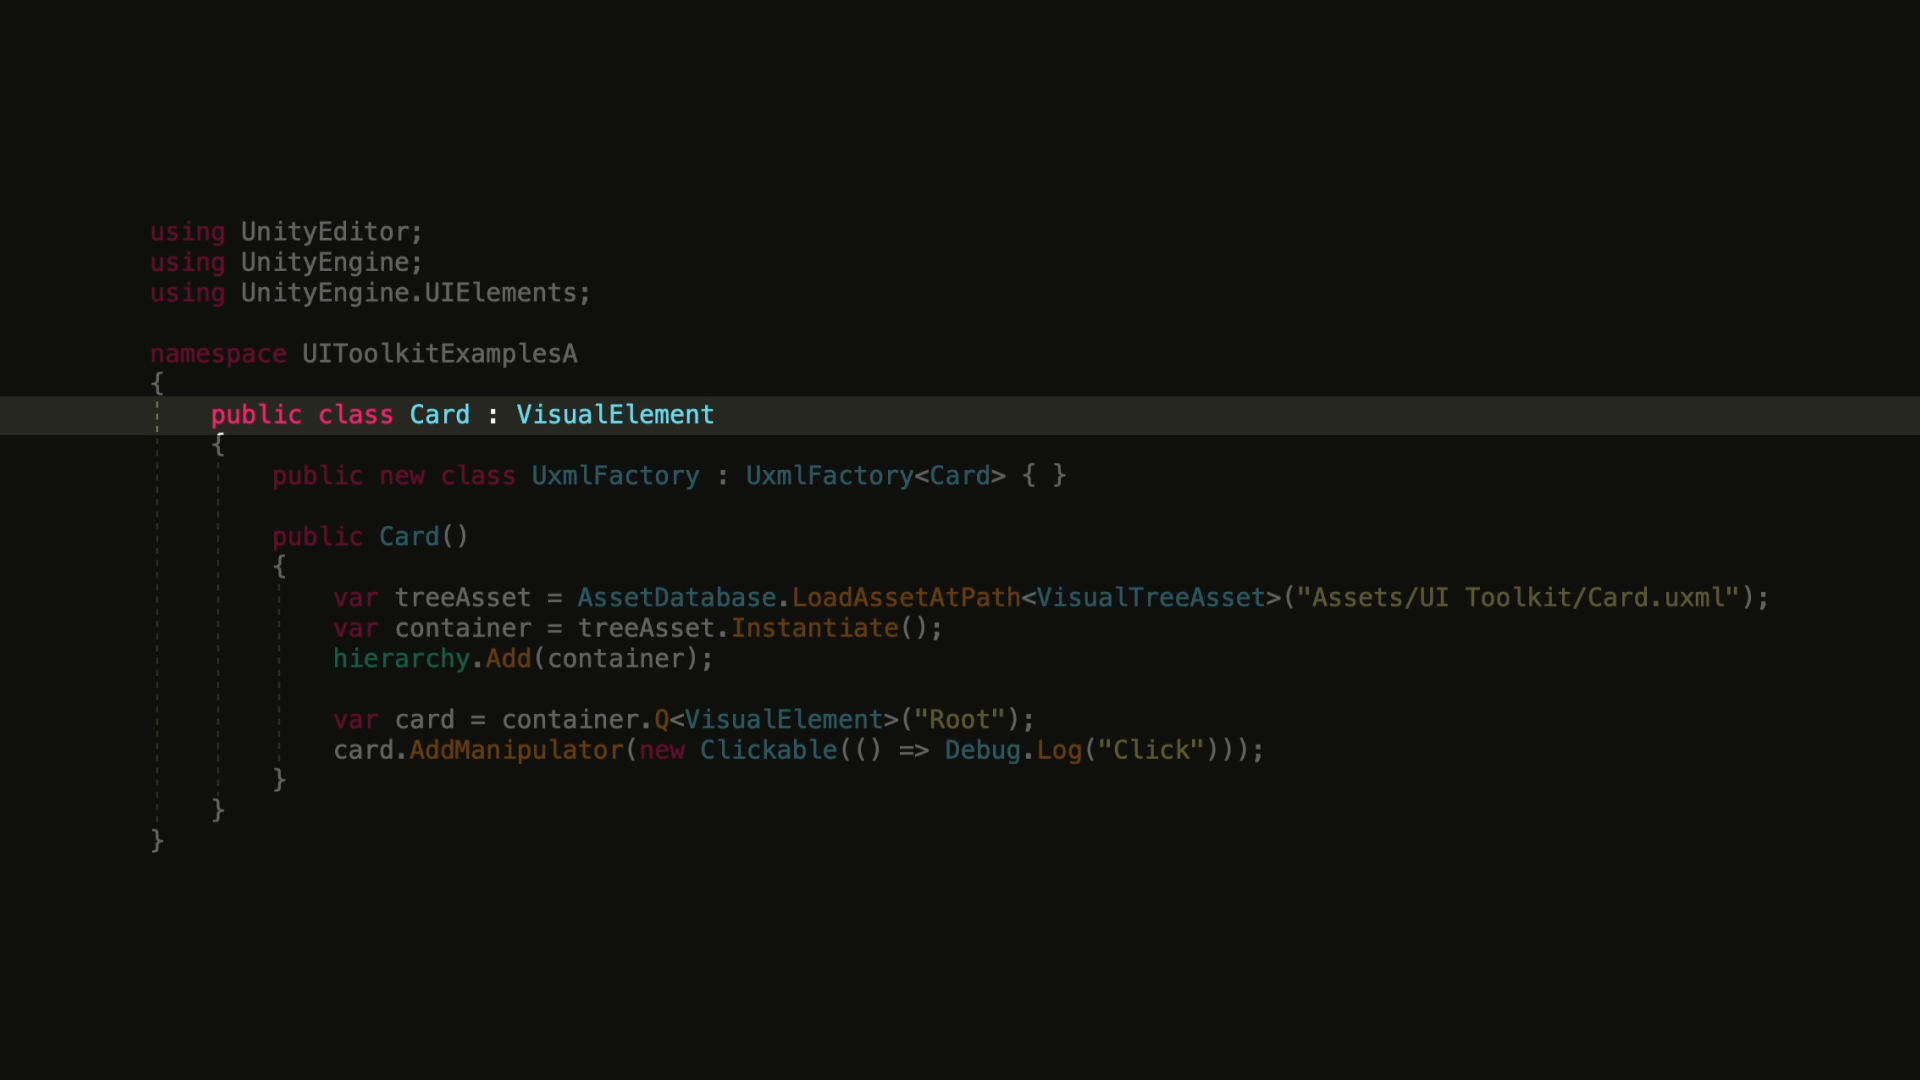 using UnityEditor;
using UnityEngine;
using UnityEngine.UIElements;

namespace UIToolkitExamplesA
{
    public class Card : VisualElement
    {
        public new class UxmlFactory : UxmlFactory<Card> { }

        public Card()
        {
            var treeAsset = AssetDatabase.LoadAssetAtPath<VisualTreeAsset>("Assets/UI Toolkit/Card.uxml");
            var container = treeAsset.Instantiate();
            hierarchy.Add(container);

            var card = container.Q<VisualElement>("Root");
            card.AddManipulator(new Clickable(() => Debug.Log("Click")));
        }
    }
}